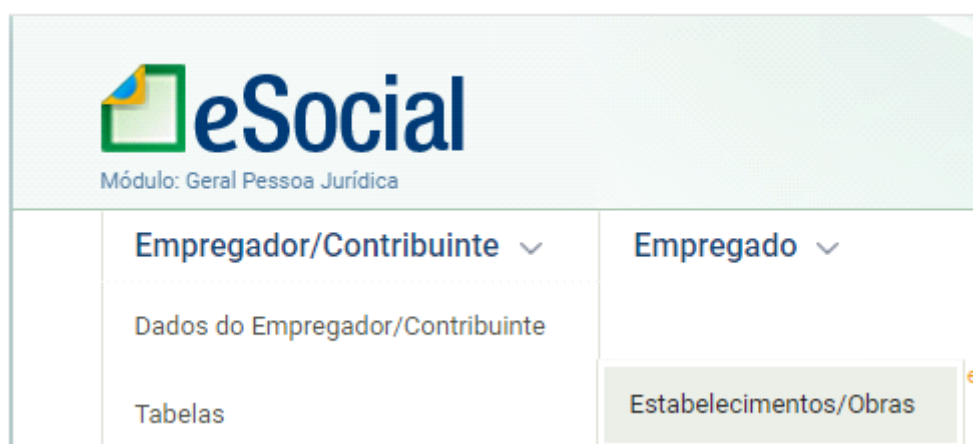 eSocial
Módulo: Geral Pessoa Jurídica
Empregador/Contribuinte Empregado
Dados do Empregador/Contribuinte
Tabelas Estabelecimentos/Obras